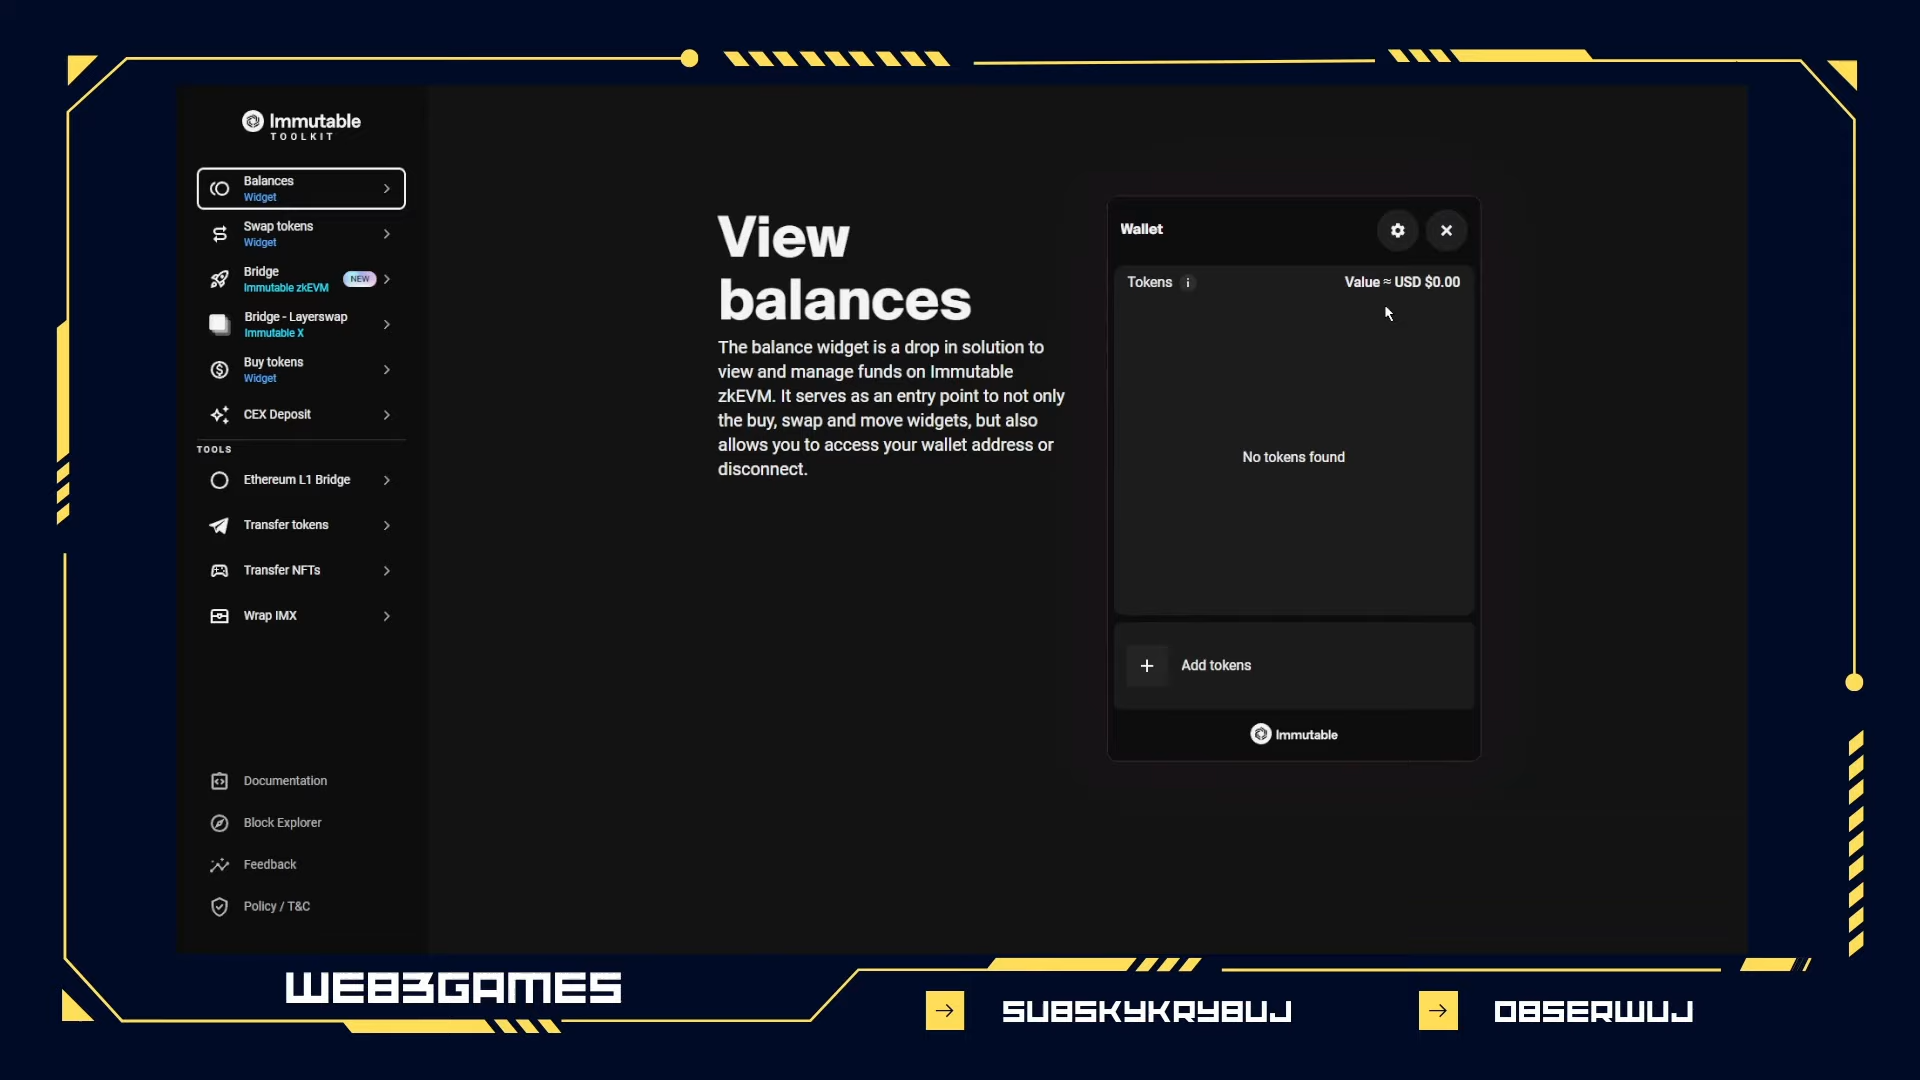 Immutable
TOOLKIT
Balances
Widget
Swap tokens
Widget
Bridge
Immutable zkEVM
NEW
Bridge - Layerswap
Immutable X
Buy tokens
Widget
CEX Deposit
TOOLS
Ethereum L1 Bridge
Transfer tokens
Transfer NFTs
Wrap IMX
Documentation
Block Explorer
Feedback
Policy / T&C
View
balances
The balance widget is a drop in solution to
view and manage funds on Immutable
zkEVM. It serves as an entry point to not only
the buy, swap and move widgets, but also
allows you to access your wallet address or
disconnect.
Wallet
Tokens
Value ≈ USD $0.00
No tokens found
Add tokens
Immutable
WEB3GAMES
SUBSKYKRYBUJ
OBSERWUJ